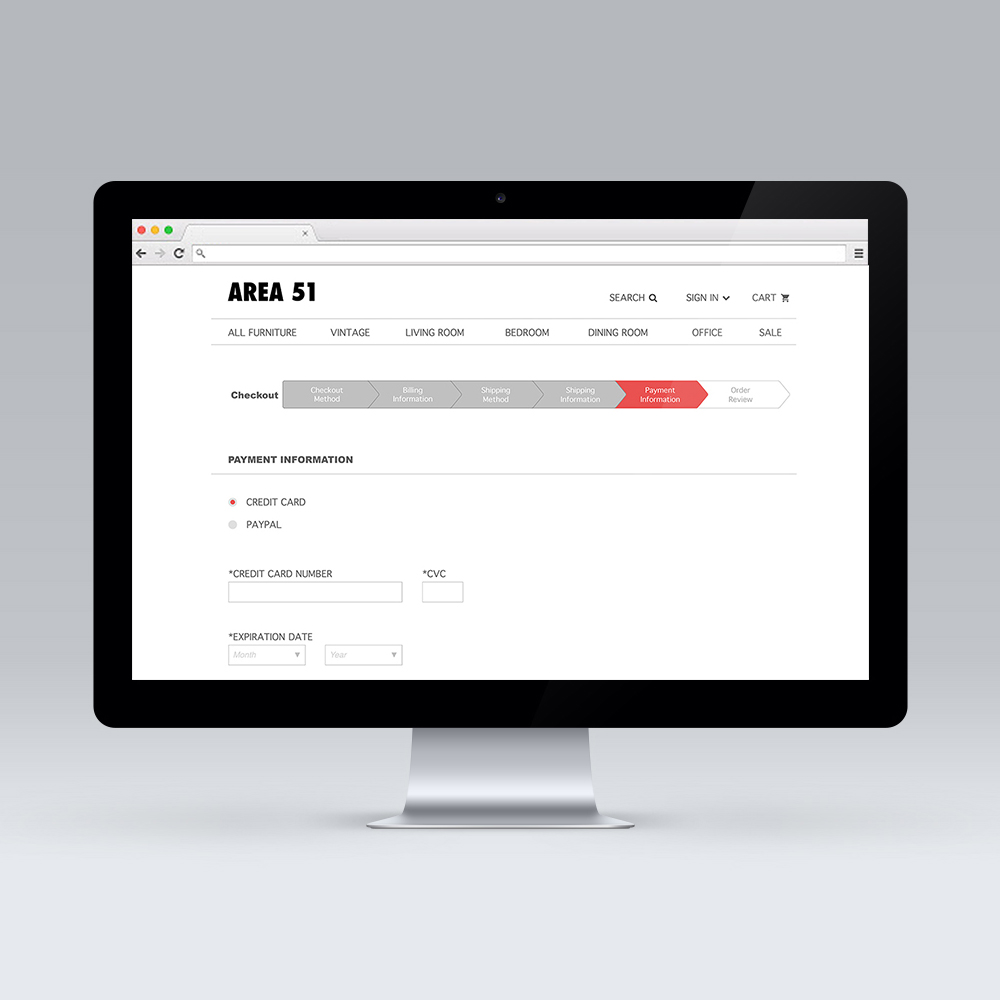 AREA 51
SEARCH
SIGN IN
CART
ALL FURNITURE
VINTAGE
LIVING ROOM
BEDROOM
DINING ROOM
OFFICE
SALE
Checkout
Checkout
Method
Billing
Information
Shipping
Method
Shipping
Information
Payment
Information
Order
Review
PAYMENT INFORMATION
CREDIT CARD
PAYPAL
*CREDIT CARD NUMBER
*CVC
*EXPIRATION DATE
Month
Year